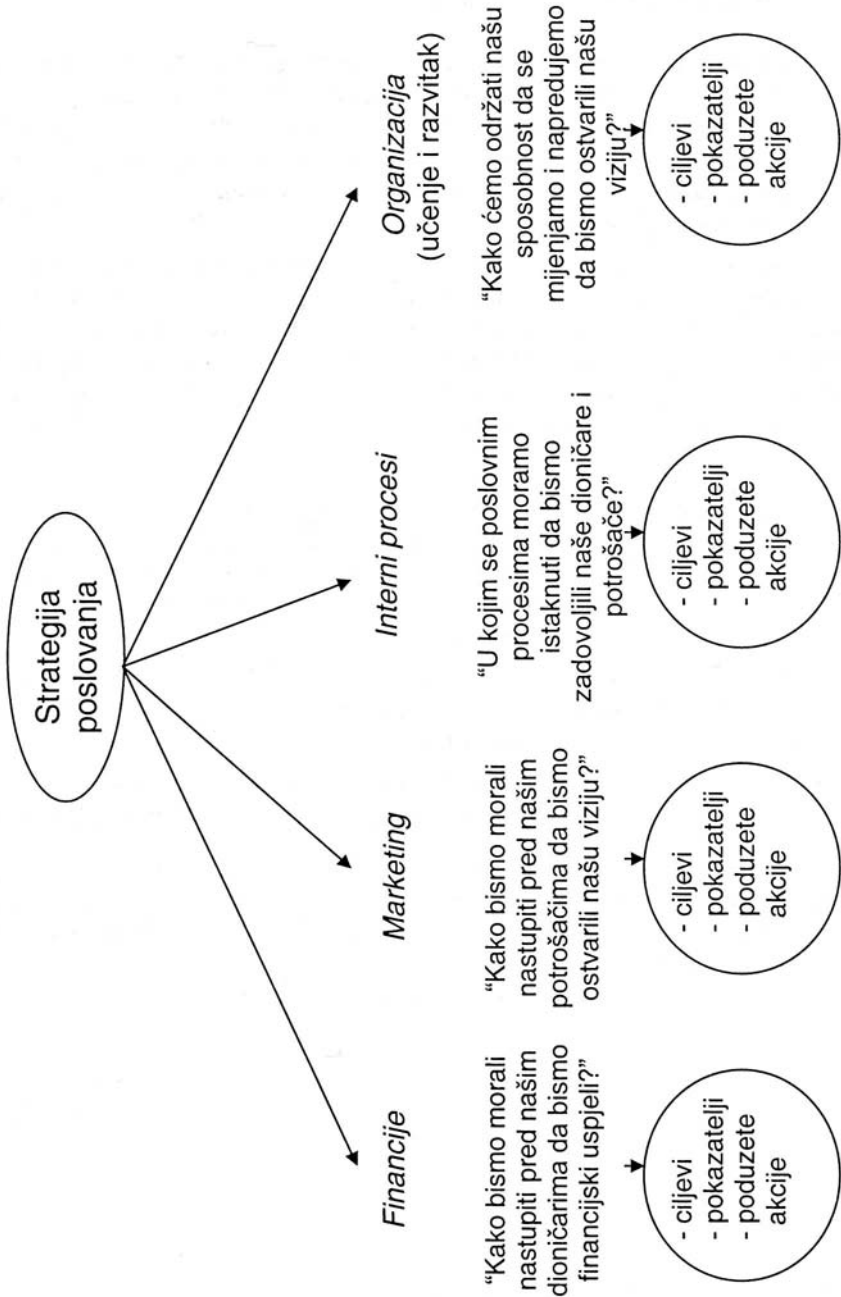 Strategija
poslovanja
Financije
“Kako bismo morali
nastupiti pred našim
dioničarima da bismo
financijski uspjeli?”
- ciljevi
- pokazatelji
- poduzete
akcije
Marketing
“Kako bismo morali
nastupiti pred našim
potrošačima da bismo
ostvarili našu viziju?”
- ciljevi
- pokazatelji
- poduzete
akcije
Interni procesi
“U kojim se poslovnim
procesima moramo
istaknuti da bismo
zadovoljili naše dioničare i
potrošače?”
- ciljevi
- pokazatelji
- poduzete
akcije
Organizacija
(učenje i razvitak)
“Kako ćemo održati našu
sposobnost da se
mijenjamo i napredujemo
da bismo ostvarili našu
viziju?”
- ciljevi
- pokazatelji
- poduzete
akcije